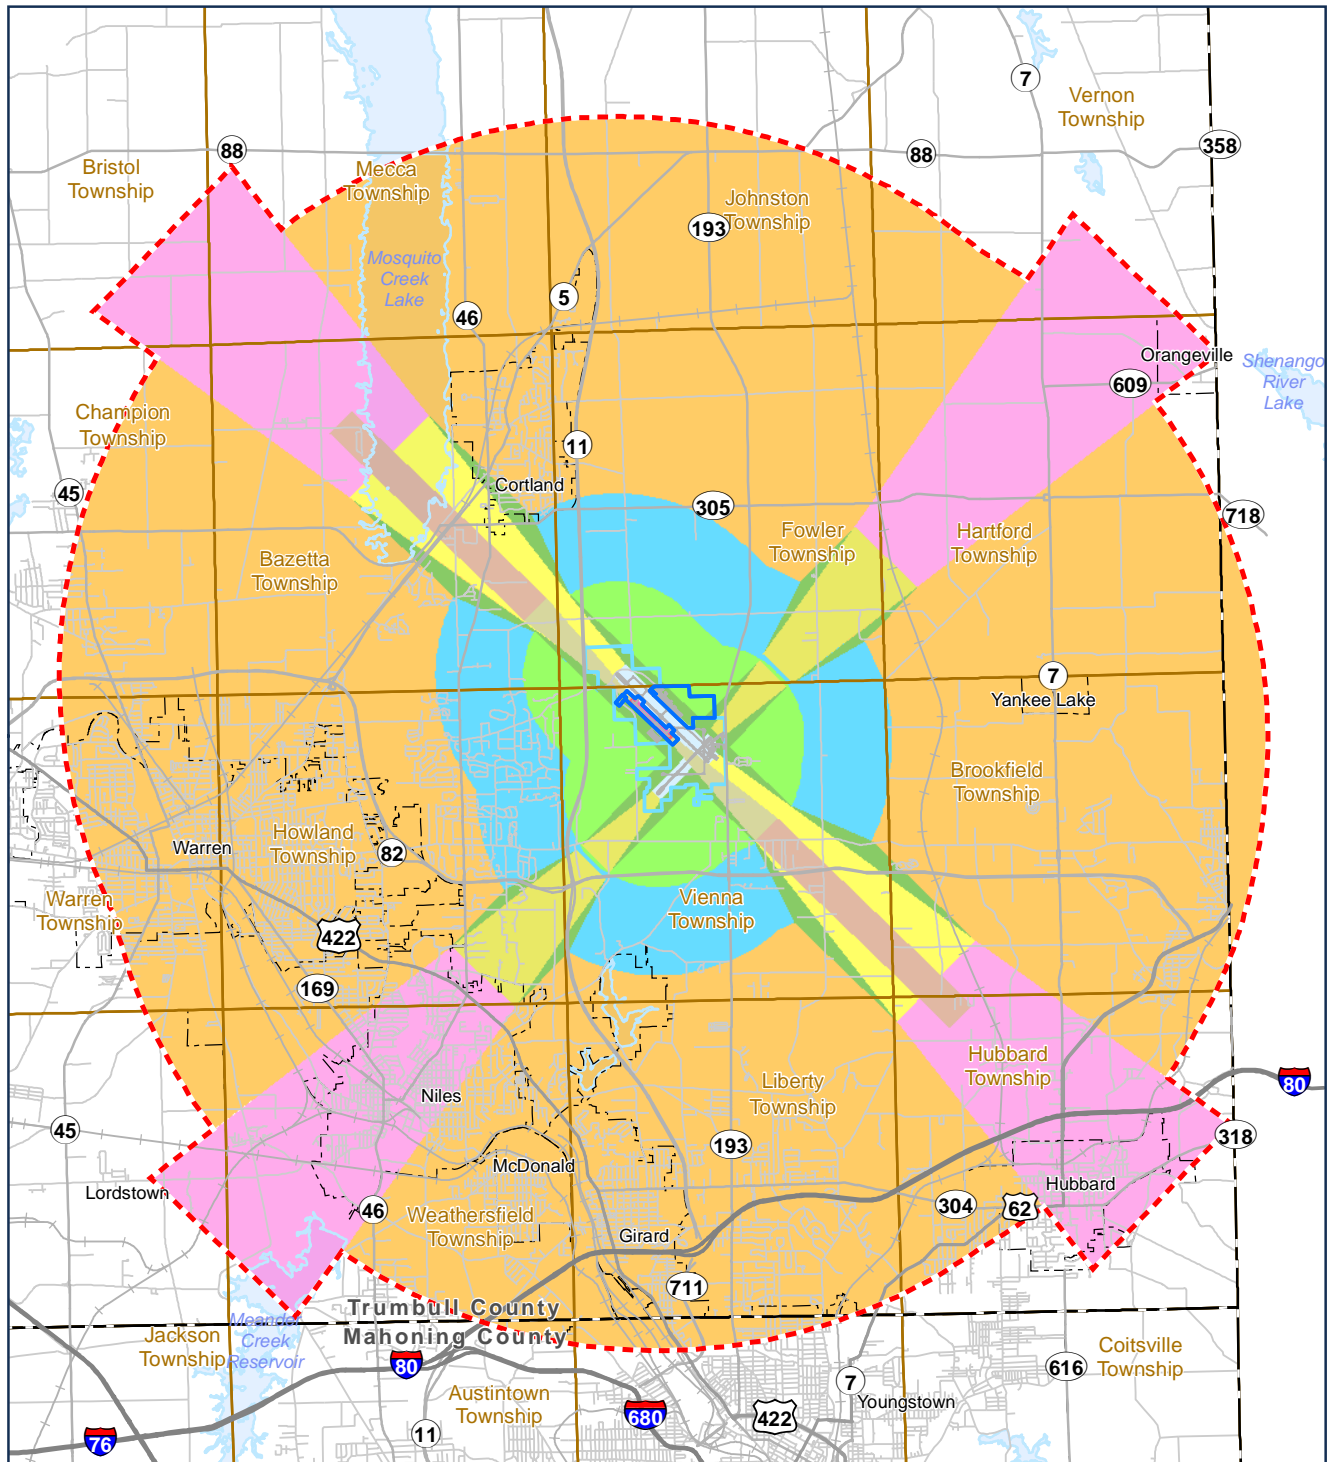 7
Vernon
Township
88
88
358
Bristol
Township
Mecca
Township
Johnston
Township
193
Mosquito
Creek
Lake
5
46
Orangeville
Shenango
River
Lake
609
Champion
Township
11
45
Cortland
305
718
Fowler
Township
Hartford
Township
Bazetta
Township
7
Yankee Lake
Brookfield
Township
Howland
Township
Warren
82
Vienna
Township
Warren
Township
422
169
Hubbard
Township
80
Liberty
Township
Niles
45
193
318
McDonald
Lordstown
Hubbard
46
304
62
Weathersfield
Township
Girard
711
Trumbull County
Mahoning County
Meander
Creek
Reservoir
Jackson
Township
Coitsville
Township
80
616
7
Austintown
Township
Youngstown
680
422
11
76